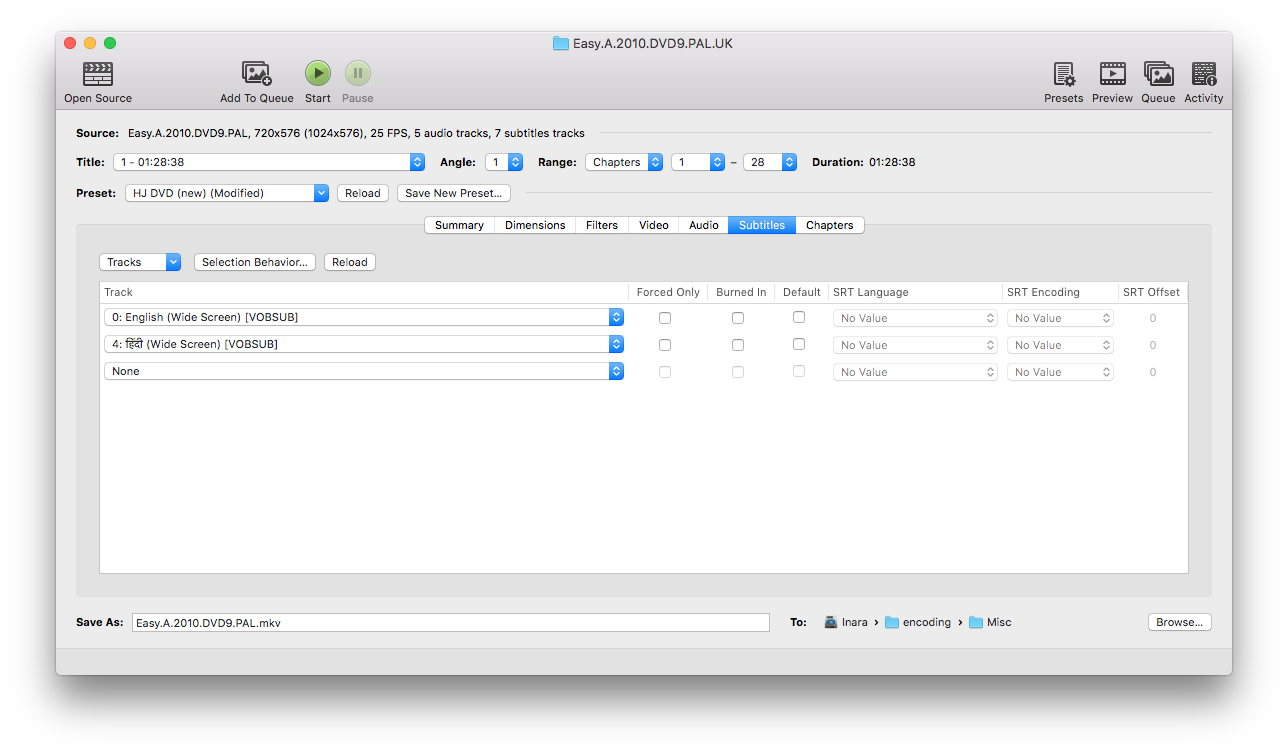 Easy.A.2010.DVD9.PAL.UK
Open Source Add To Queue Start Pause Presets Preview Queue Activity
Source: Easy.A.2010.DVD9.PAL, 720x576 (1024x576), 25 FPS, 5 audio tracks, 7 subtitles tracks
Title: 1 - 01:28:38 Angle: 1 Range: Chapters 1 – 28 Duration: 01:28:38
Preset: HJ DVD (new) (Modified) Reload Save New Preset...
Summary Dimensions Filters Video Audio Subtitles Chapters
Tracks Selection Behavior... Reload
Track Forced Only Burned In Default SRT Language SRT Encoding SRT Offset
0: English (Wide Screen) [VOBSUB] No Value No Value 0
4: हिंदी (Wide Screen) [VOBSUB] No Value No Value 0
None No Value No Value 0
Save As: Easy.A.2010.DVD9.PAL.mkv To: Inara › encoding › Misc Browse...